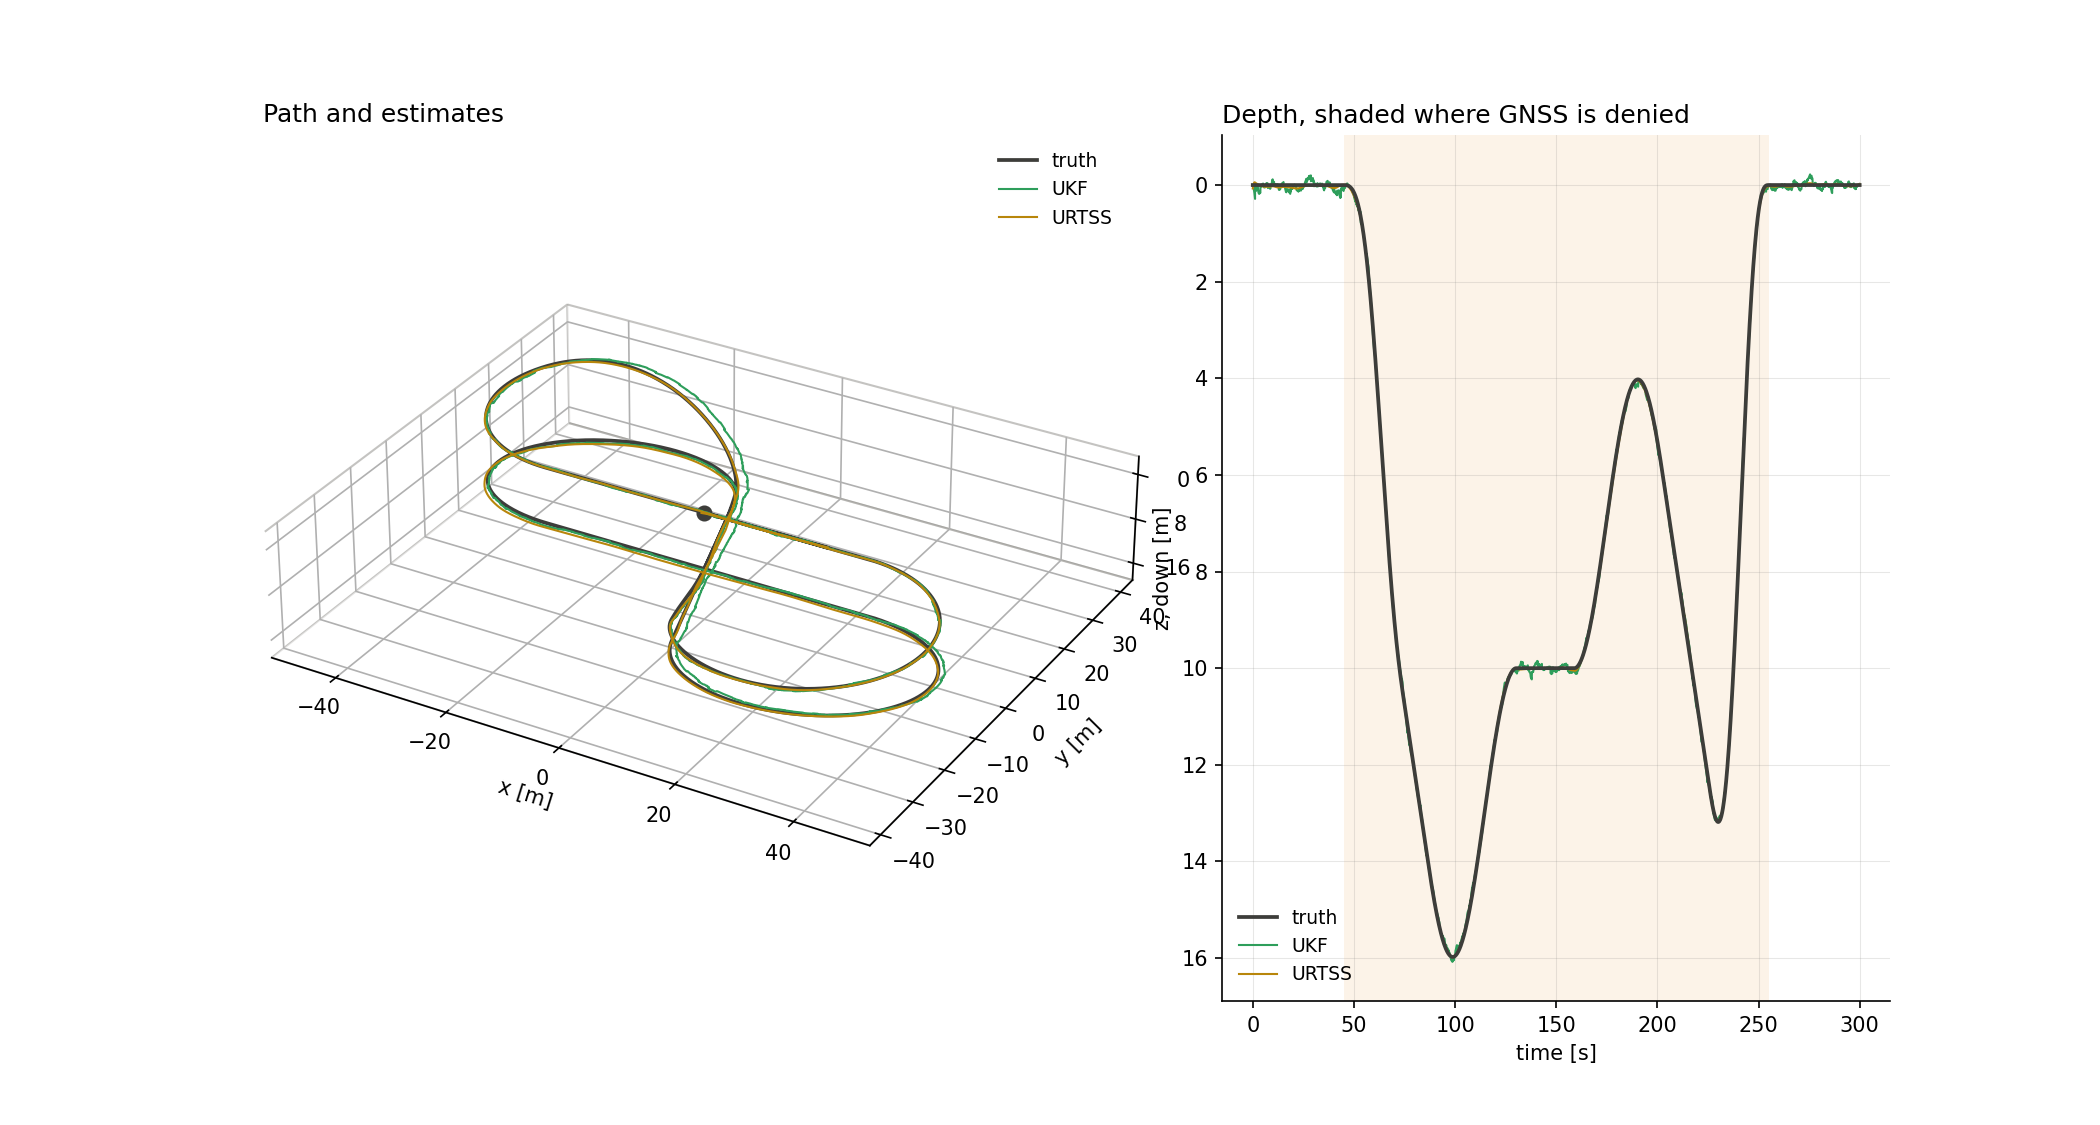 Path and estimates
truth
UKF
URTSS
0
8
16
z, down [m]
40
30
20
10
0
−10
−20
−30
−40
y [m]
−40
−20
0
20
40
x [m]
Depth, shaded where GNSS is denied
0
2
4
6
8
10
12
14
16
truth
UKF
URTSS
0
50
100
150
200
250
300
time [s]